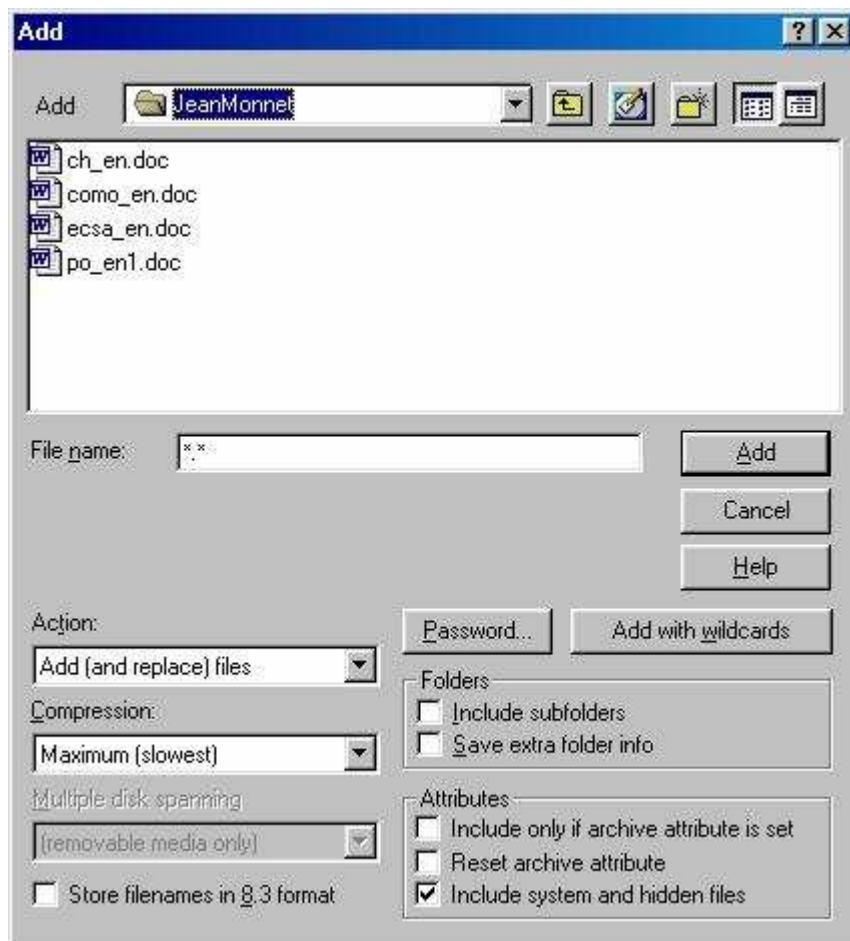 Add
Add JeanMonnet
ch_en.doc
como_en.doc
ecsa_en.doc
po_en1.doc
File name: *.* Add
Cancel
Help
Action:
Password... Add with wildcards
Add (and replace) files
Folders
Include subfolders
Compression:
Save extra folder info
Maximum (slowest)
Multiple disk spanning
Attributes
Include only if archive attribute is set
(removable media only)
Reset archive attribute
Store filenames in 8.3 format
Include system and hidden files